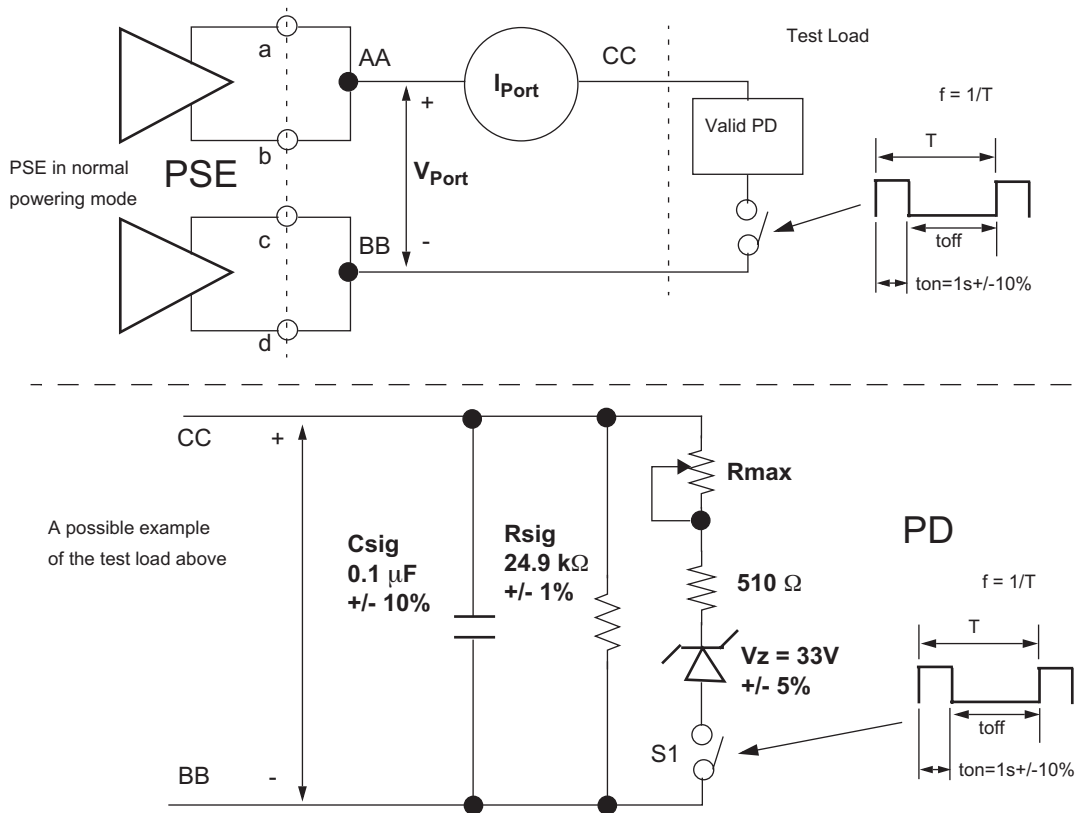 Test Load
a
AA
CC
+
I Port
f = 1/T
Valid PD
T
b
PSE in normal
powering mode
PSE
V Port
c
BB
-
toff
ton=1s+/-10%
d
CC
+
Rmax
A possible example
of the test load above
Csig
0.1 μF
+/- 10%
Rsig
24.9 kΩ
+/- 1%
PD
510 Ω
f = 1/T
T
Vz = 33V
+/- 5%
toff
S1
BB
-
ton=1s+/-10%